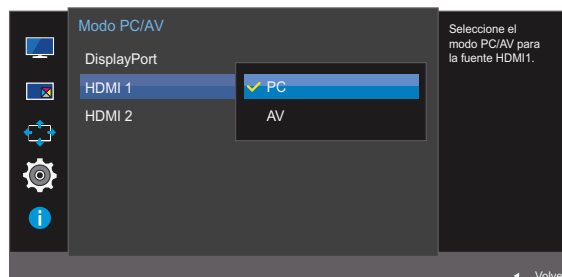 Modo PC/AV
DisplayPort
HDMI 1
HDMI 2
PC
AV
Seleccione el
modo PC/AV para
la fuente HDMI1.